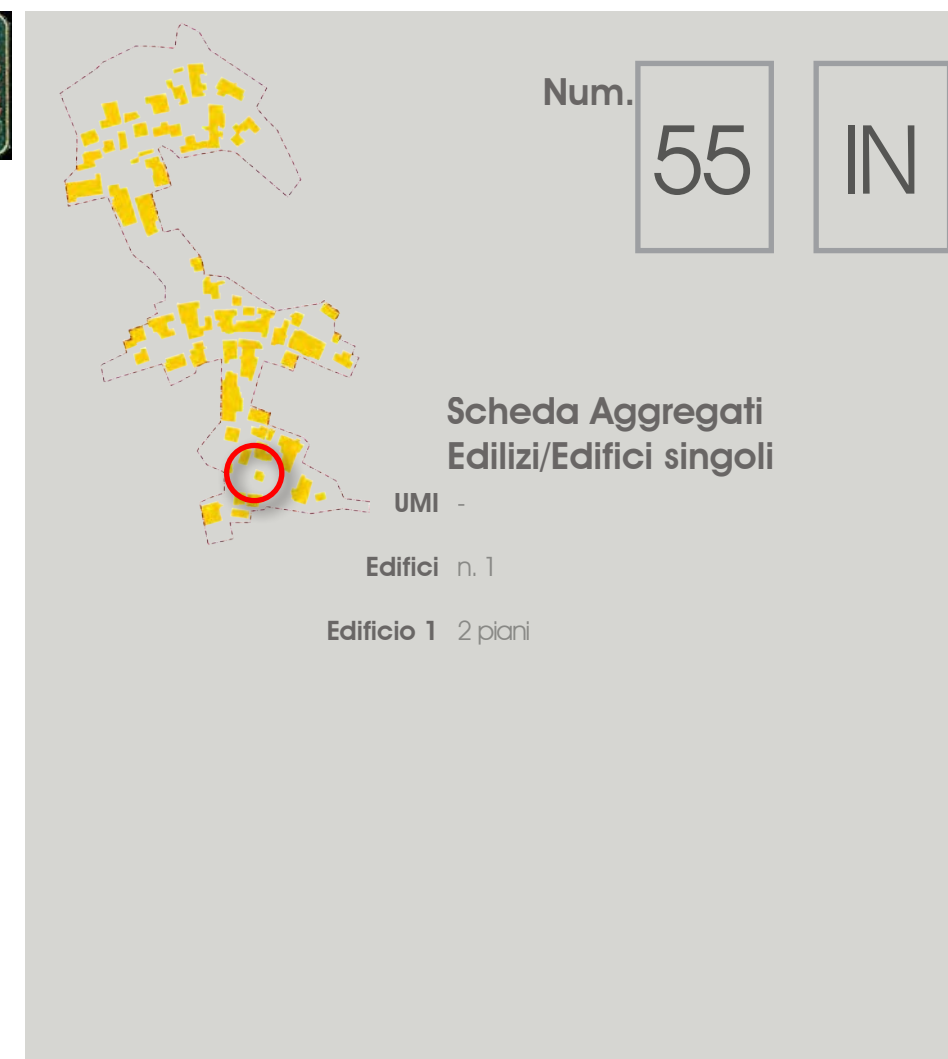 Num. 55 IN
Scheda Aggregati
Edilizi/Edifici singoli
UMI -
Edifici n. 1
Edificio 1 2 piani